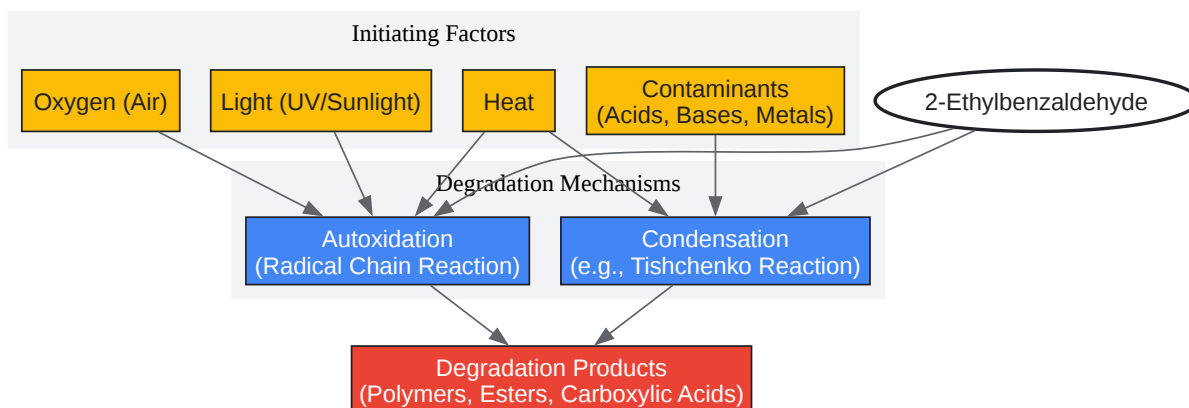 Initiating Factors
Oxygen (Air)
Light (UV/Sunlight)
Heat
Contaminants
(Acids, Bases, Metals)
2-Ethylbenzaldehyde
Degradation Mechanisms
Autoxidation
(Radical Chain Reaction)
Condensation
(e.g., Tishchenko Reaction)
Degradation Products
(Polymers, Esters, Carboxylic Acids)